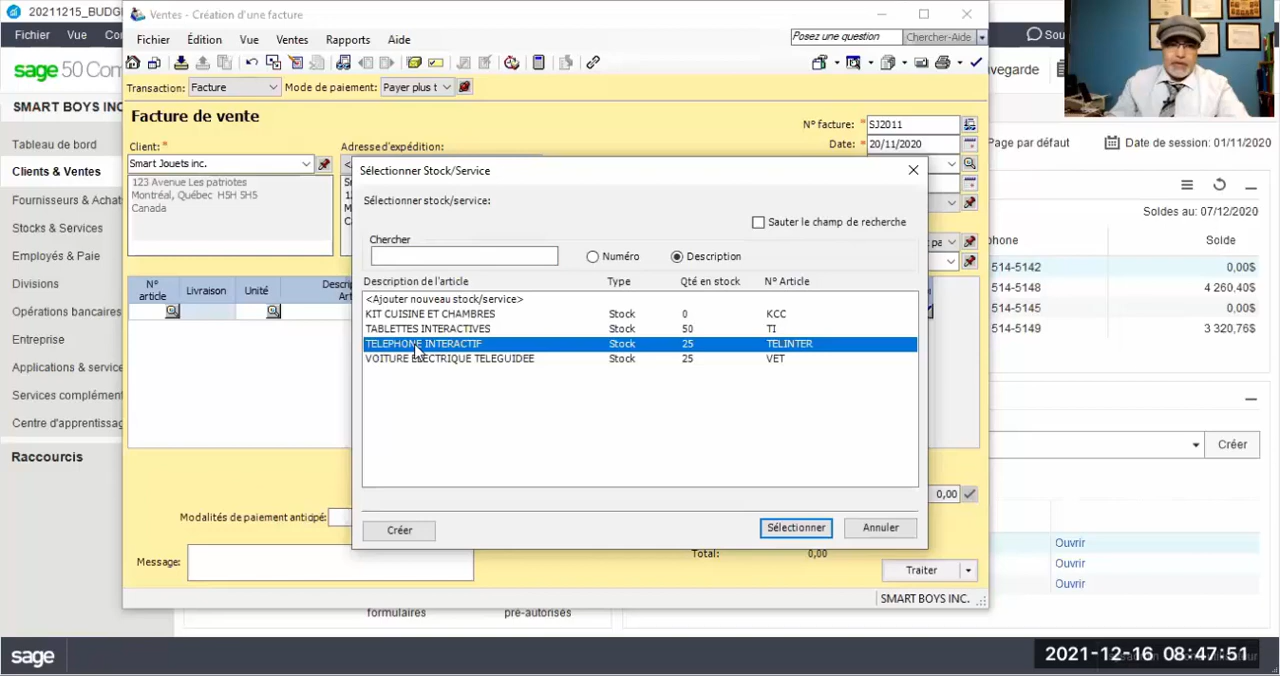 20211215_BUDG
Ventes - Création d'une facture
Fichier Vue
Fichier Édition Vue Ventes Rapports Aide
Posez une question Chercher-Aide
sage 50
Transaction: Facture Mode de paiement: Payer plus t
SMART BOYS INC
Facture de vente
N° facture: * SJ2011
Date: * 20/11/2020
Page par défaut Date de session: 01/11/2020
Client: *
Adresse d'expédition:
Smart Jouets inc.
123 Avenue Les patriotes
Montréal, Québec H5H 5H5
Canada
Tableau de bord
Clients & Ventes
Fournisseurs & Achat
Stocks & Services
Employés & Paie
Divisions
Opérations bancaires
Entreprise
Applications & service
Services complément
Centre d'apprentissag
Raccourcis
N° article Livraison Unité
Sélectionner Stock/Service
Sélectionner stock/service:
Sauter le champ de recherche
Chercher
Numéro Description
Description de l'article Type Qté en stock N° Article
<Ajouter nouveau stock/service>
KIT CUISINE ET CHAMBRES Stock 0 KCC
TABLETTES INTERACTIVES Stock 50 TI
TELEPHONE INTERACTIF Stock 25 TELINTER
VOITURE ELECTRIQUE TELEGUIDEE Stock 25 VET
Créer Sélectionner Annuler
Soldes au: 07/12/2020
phone Solde
514-5142 0,00$
514-5148 4 260,40$
514-5145 0,00$
514-5149 3 320,76$
Créer
0,00
Modalités de paiement antidpé:
Total: 0,00
Message:
Traiter
SMART BOYS INC.
Ouvrir
Ouvrir
Ouvrir
formulaires pré-autorisés
sage
2021-12-16 08:47:51